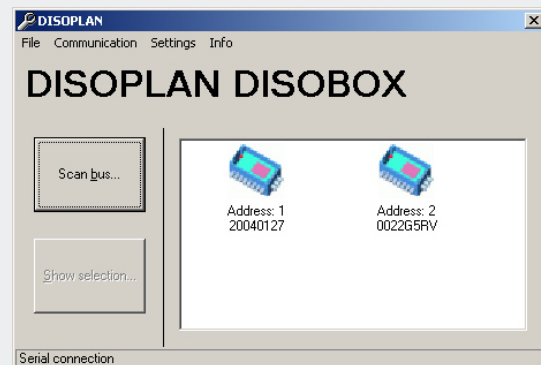 DISOPLAN
File Communication Settings Info
DISOPLAN DISOBOX
Scan bus...
Show selection...
Address: 1
20040127
Address: 2
0022G5RV
Serial connection